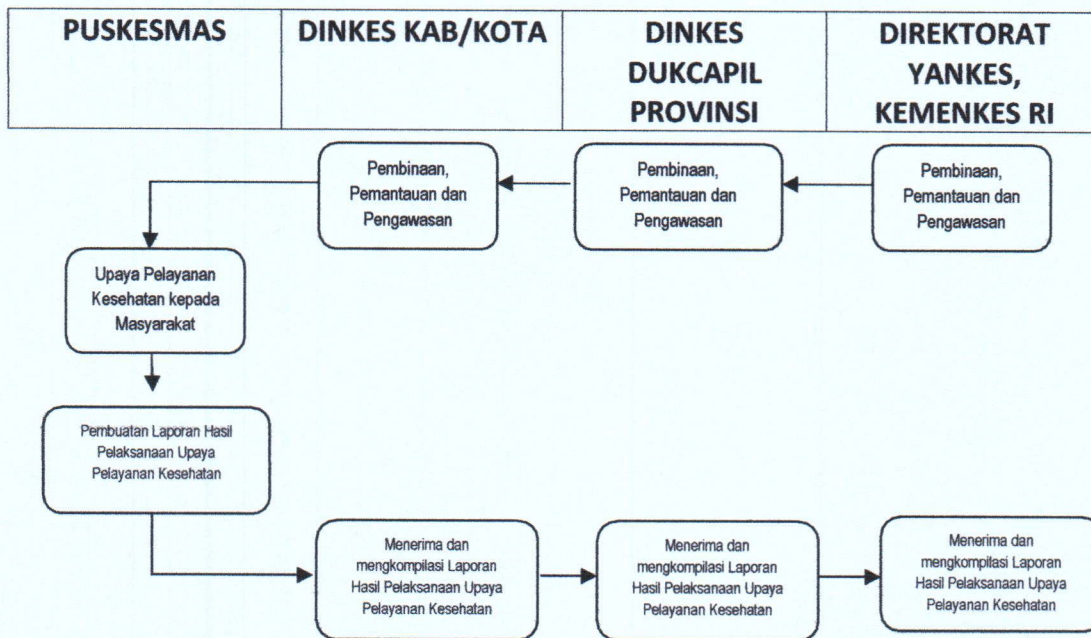 PUSKESMAS
DINKES KAB/KOTA
DINKES
DUKCAPIL
PROVINSI
DIREKTORAT
YANKES,
KEMENKES RI
Pembinaan,
Pemantauan dan
Pengawasan
Pembinaan,
Pemantauan dan
Pengawasan
Pembinaan,
Pemantauan dan
Pengawasan
Upaya Pelayanan
Kesehatan kepada
Masyarakat
Pembuatan Laporan Hasil
Pelaksanaan Upaya
Pelayanan Kesehatan
Menerima dan
mengkompilasi Laporan
Hasil Pelaksanaan Upaya
Pelayanan Kesehatan
Menerima dan
mengkompilasi Laporan
Hasil Pelaksanaan Upaya
Pelayanan Kesehatan
Menerima dan
mengkompilasi Laporan
Hasil Pelaksanaan Upaya
Pelayanan Kesehatan